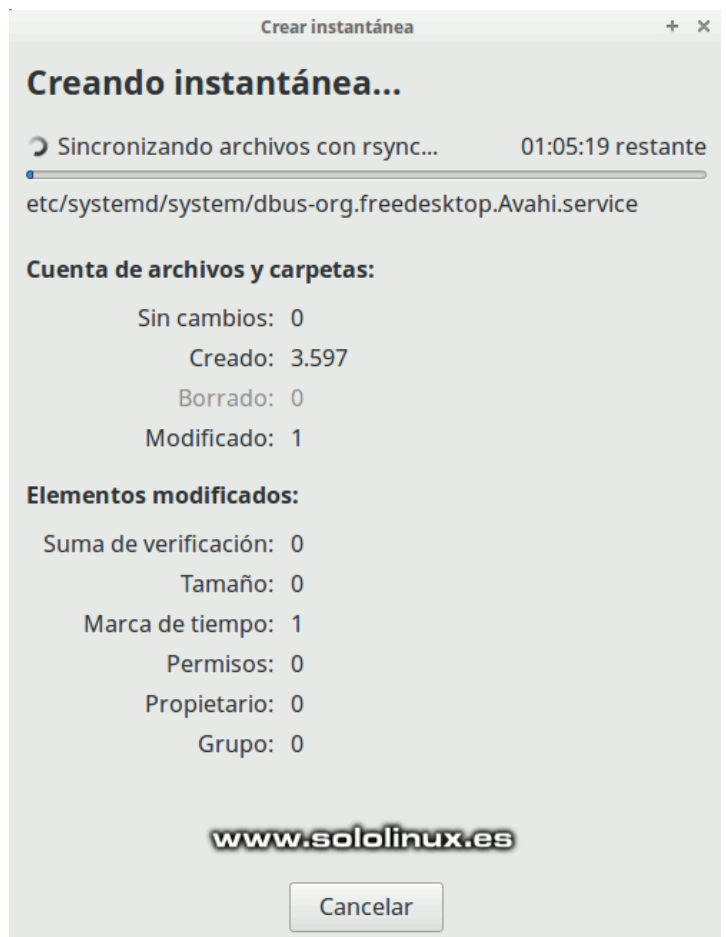 Crear instantánea
Creando instantánea...
Sincronizando archivos con rsync... 01:05:19 restante
etc/systemd/system/dbus-org.freedesktop.Avahi.service
Cuenta de archivos y carpetas:
Sin cambios: 0
Creado: 3.597
Borrado: 0
Modificado: 1
Elementos modificados:
Suma de verificación: 0
Tamaño: 0
Marca de tiempo: 1
Permisos: 0
Propietario: 0
Grupo: 0
www.sololinux.es
Cancelar